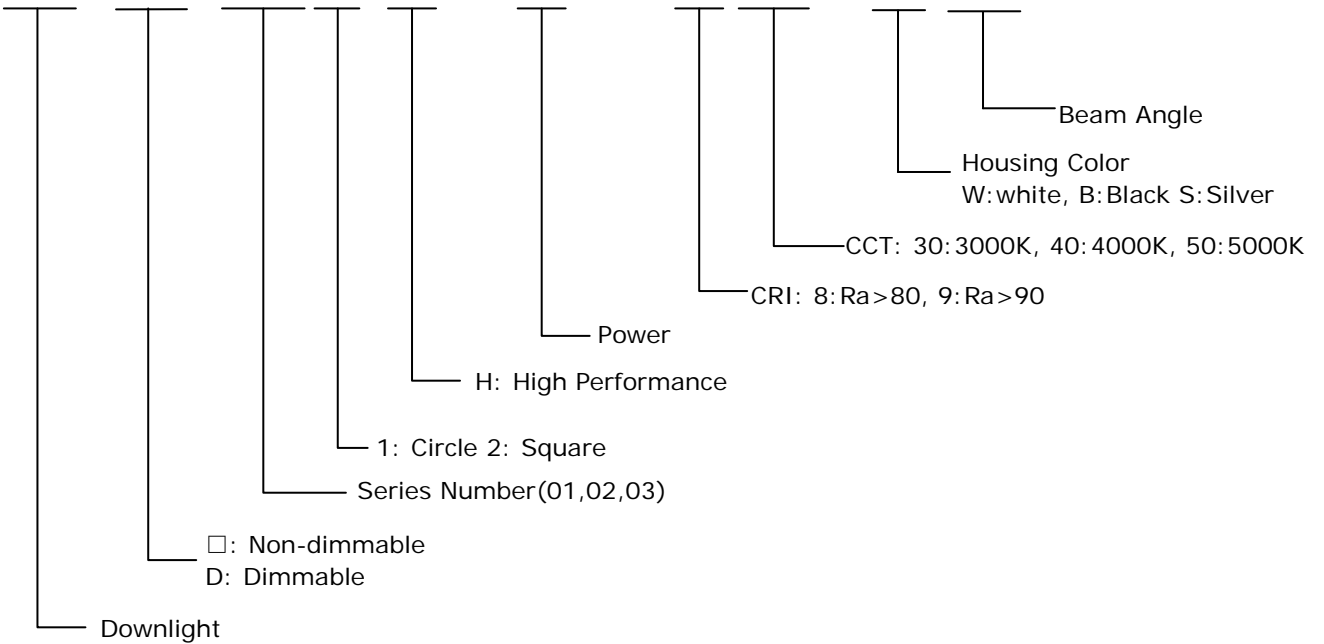 Beam Angle
Housing Color
W:white, B:Black S:Silver
CCT: 30:3000K, 40:4000K, 50:5000K
CRI: 8:Ra>80, 9:Ra>90
Power
H: High Performance
1: Circle 2: Square
Series Number(01,02,03)
□: Non-dimmable
D: Dimmable
Downlight